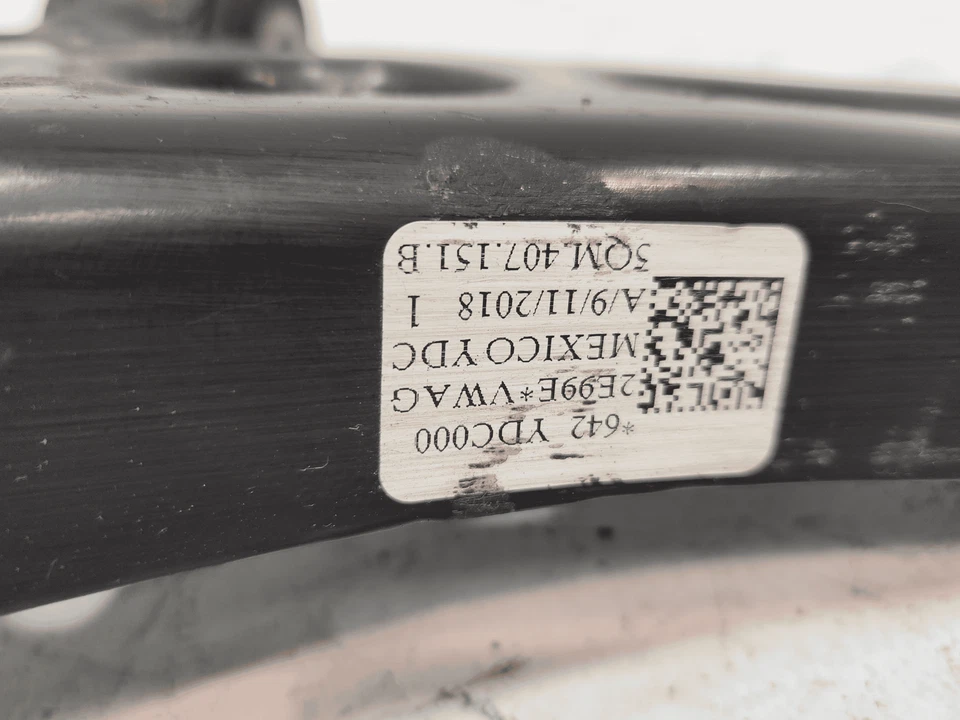 *642 YDC000
2E99E*VWAG
MEXICO YDC
A/9/11/2018 1
5QM.407.151.B